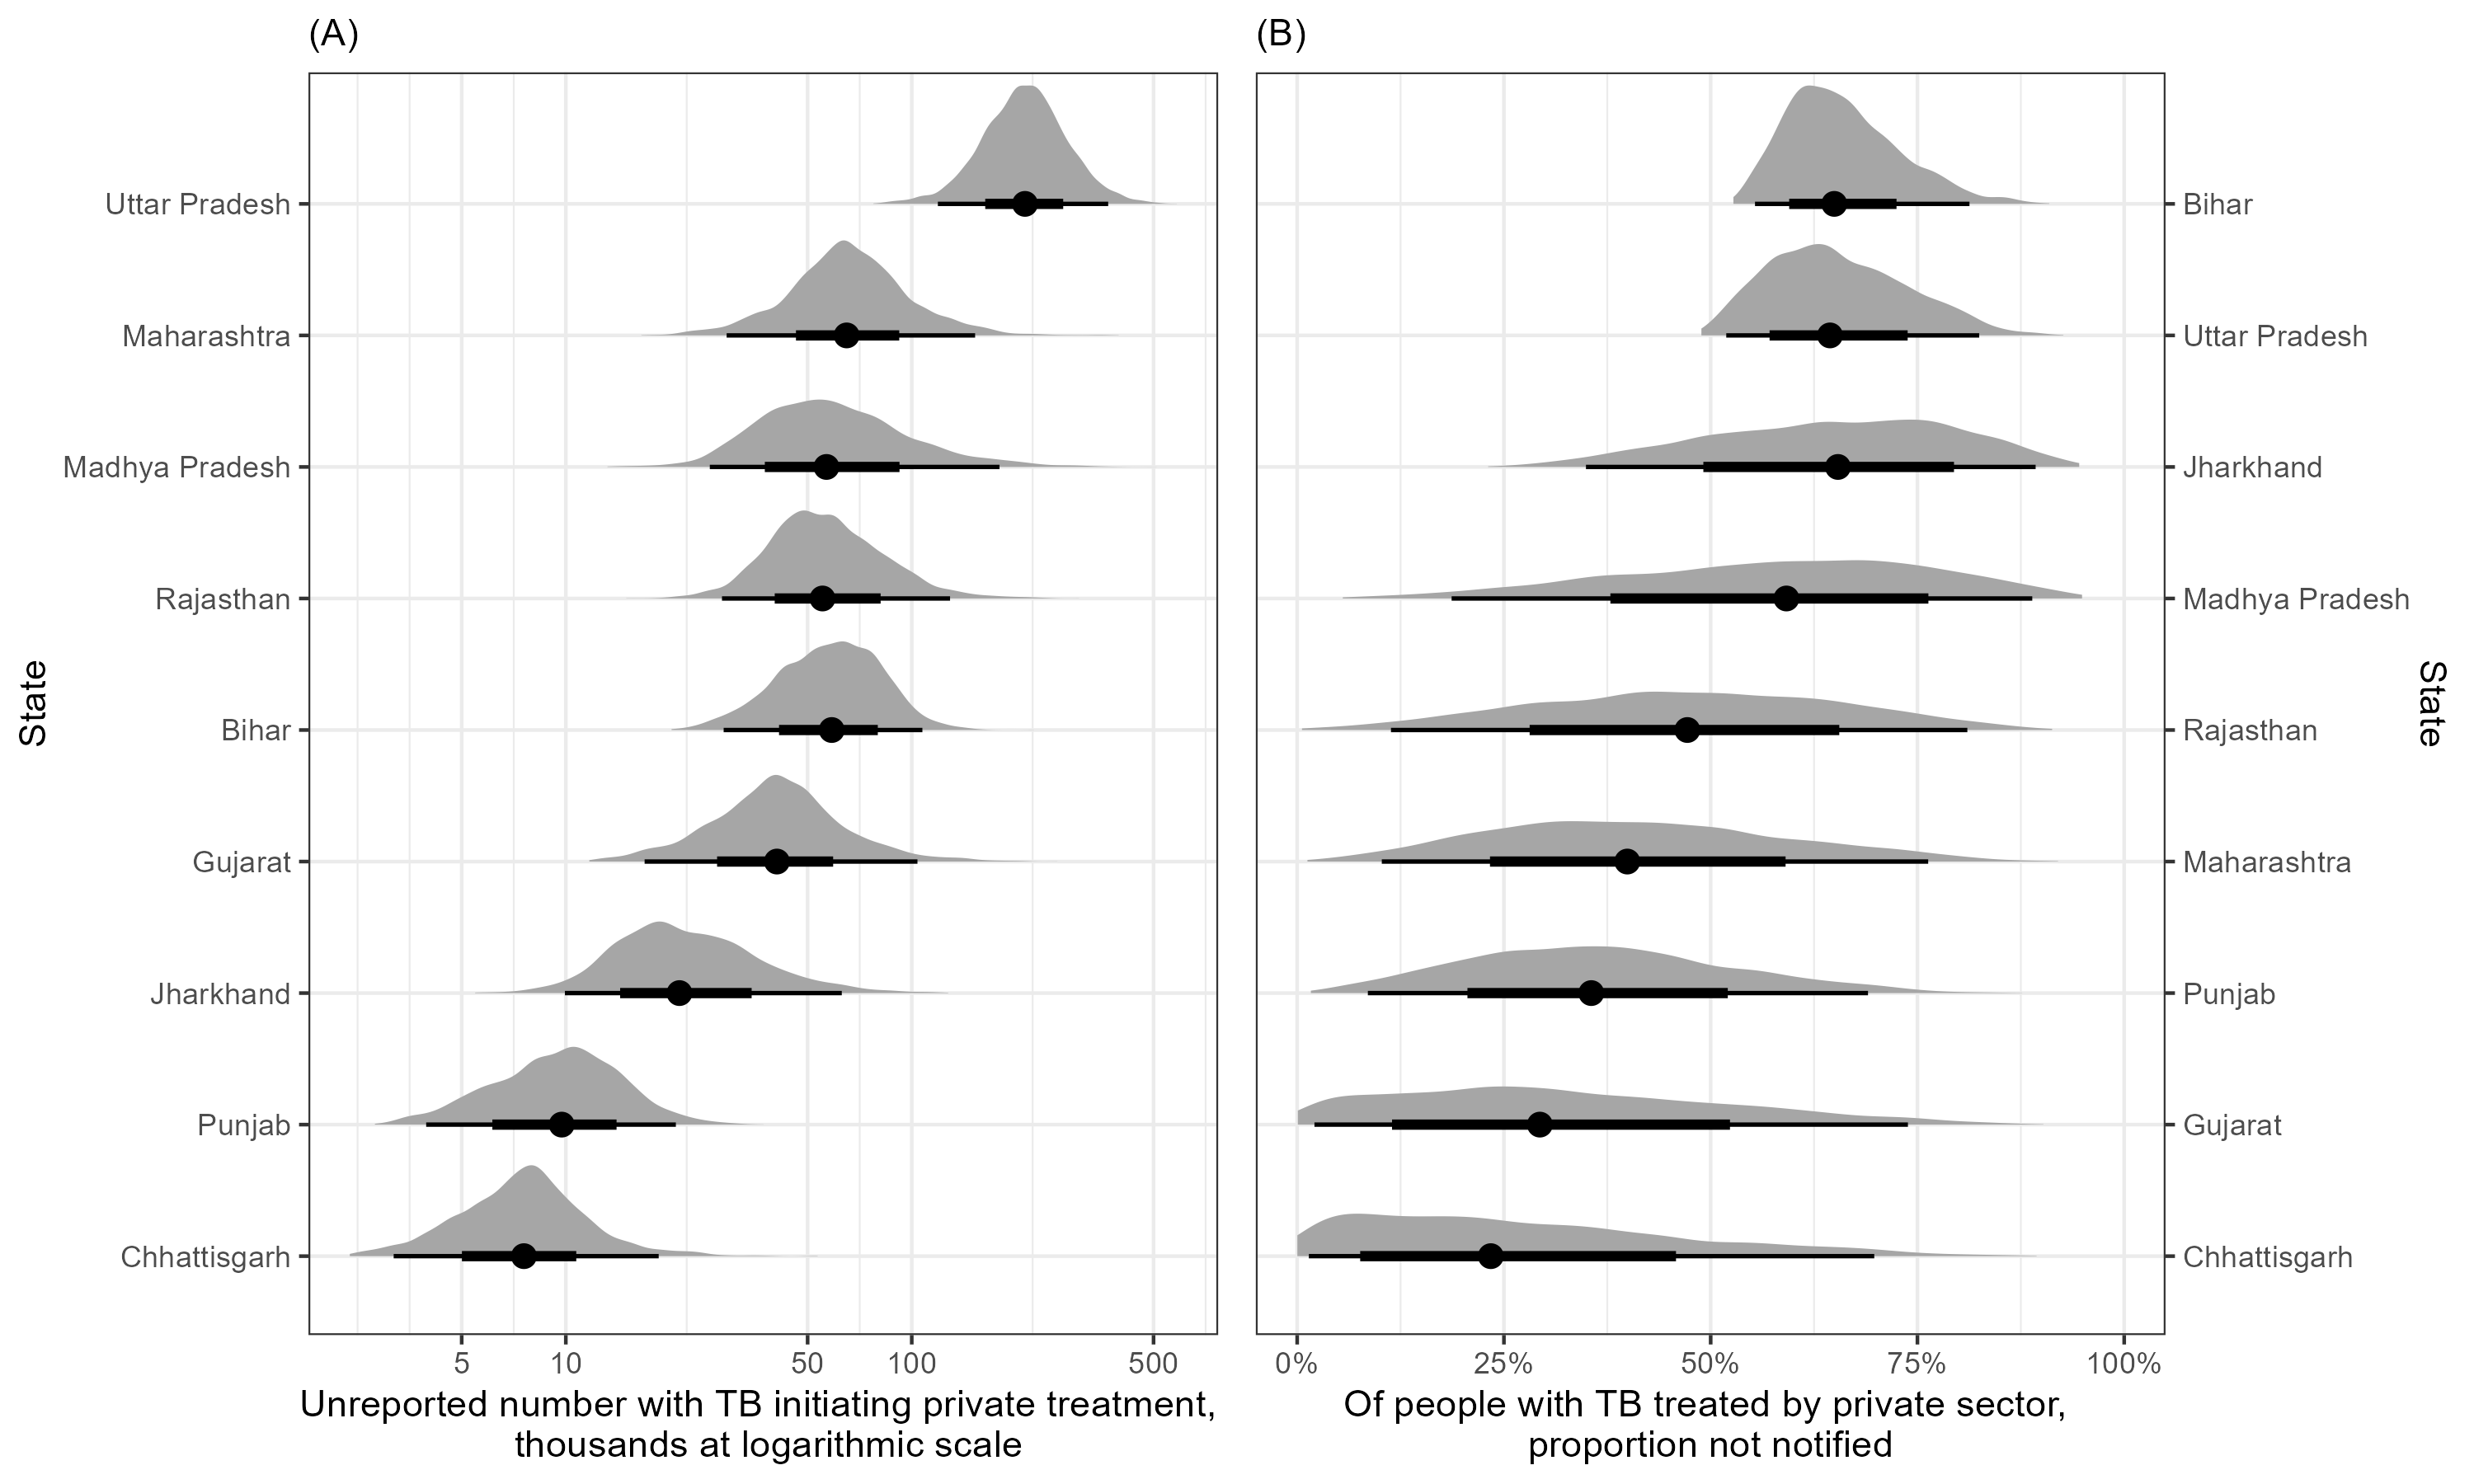 (A)
State
Uttar Pradesh
Maharashtra
Madhya Pradesh
Rajasthan
Bihar
Gujarat
Jharkhand
Punjab
Chhattisgarh
5 10 50 100 500
Unreported number with TB initiating private treatment,
thousands at logarithmic scale
(B)
Bihar
Uttar Pradesh
Jharkhand
Madhya Pradesh
Rajasthan
Maharashtra
Punjab
Gujarat
Chhattisgarh
State
0% 25% 50% 75% 100%
Of people with TB treated by private sector,
proportion not notified